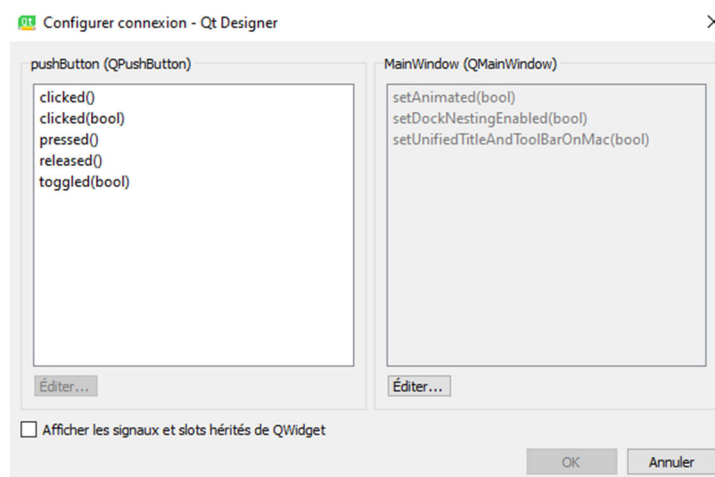 Qt Configurer connexion - Qt Designer
pushButton (QPushButton)
clicked()
clicked(bool)
pressed()
released()
toggled(bool)
Éditer...
MainWindow (QMainWindow)
setAnimated(bool)
setDockNestingEnabled(bool)
setUnifiedTitleAndToolBarOnMac(bool)
Éditer...
Afficher les signaux et slots hérités de QWidget
OK
Annuler